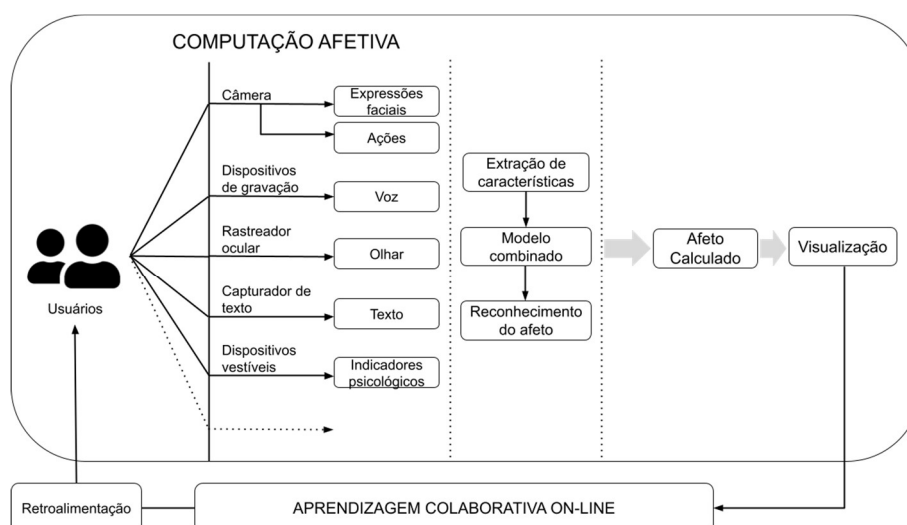 COMPUTAÇÃO AFETIVA
Câmera
Expressões
faciais
Ações
Dispositivos
de gravação
Voz
Rastreador
ocular
Olhar
Capturador de
texto
Texto
Dispositivos
vestíveis
Indicadores
psicológicos
Usuários
Extração de
características
Modelo
combinado
Reconhecimento
do afeto
Afeto
Calculado
Visualização
Retroalimentação
APRENDIZAGEM COLABORATIVA ON-LINE